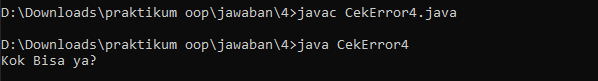 D:\Downloads\praktikum oop\jawaban\4>javac CekError4.java
D:\Downloads\praktikum oop\jawaban\4>java CekError4
Kok Bisa ya?